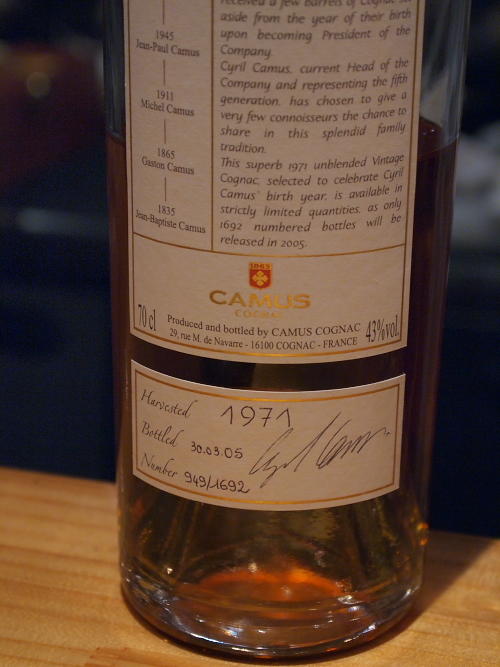 1945
Jean-Paul Camus
1911
Michel Camus
1865
Gaston Camus
1835
Jean-Baptiste Camus
received a few barrels of Cognac set
aside from the year of their birth
upon becoming President of the
Company.
Cyril Camus, current Head of the
Company and representing the fifth
generation, has chosen to give a
very few connoisseurs the chance to
share in this splendid family
tradition.
This superb 1971 unblended Vintage
Cognac, selected to celebrate Cyril
Camus' birth year, is available in
strictly limited quantities, as only
1692 numbered bottles will be
released in 2005.
1863
CAMUS
COGNAC
70 cl
Produced and bottled by CAMUS COGNAC
29, rue M. de Navarre - 16100 COGNAC - FRANCE
43%vol.
Harvested 1971
Bottled 30.03.05
Number 949/1692